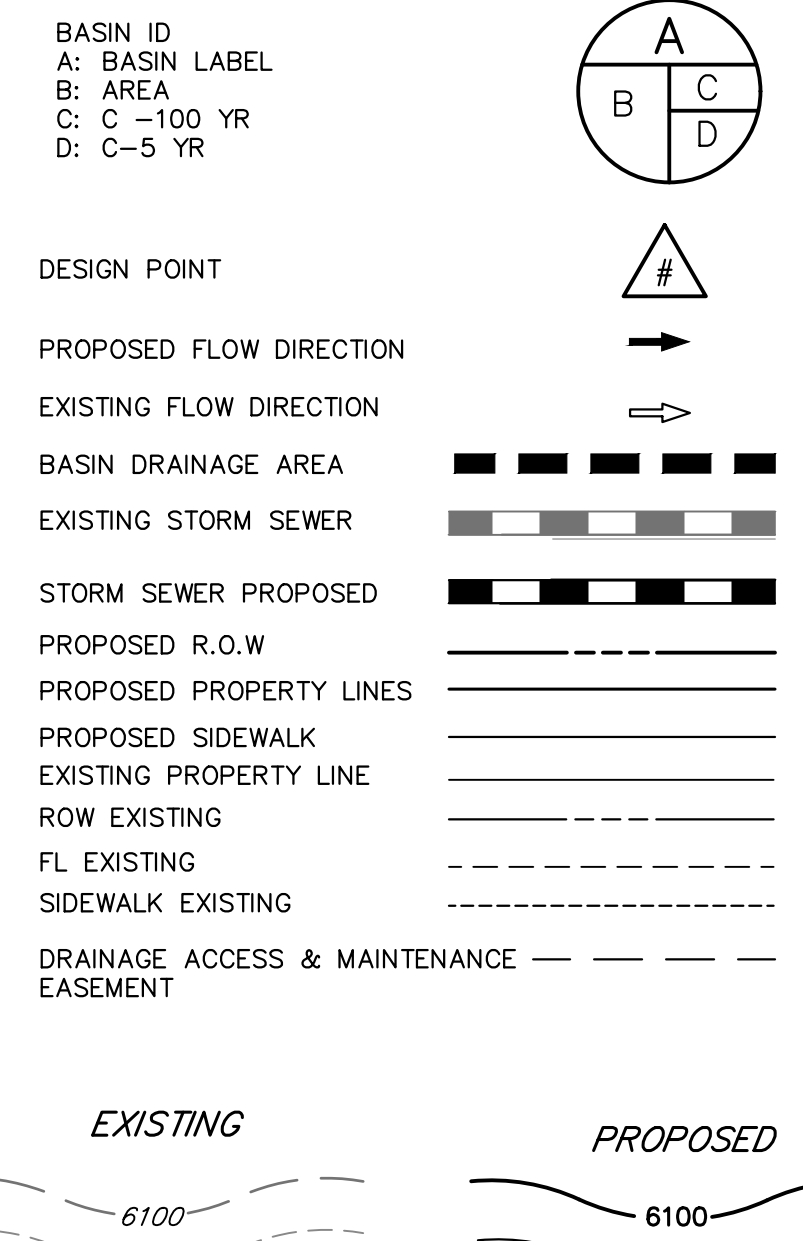 BASIN ID
A: BASIN LABEL
B: AREA
C: C -100 YR
D: C-5 YR
A
B
C
D
DESIGN POINT
#
PROPOSED FLOW DIRECTION
EXISTING FLOW DIRECTION
BASIN DRAINAGE AREA
EXISTING STORM SEWER
STORM SEWER PROPOSED
PROPOSED R.O.W
PROPOSED PROPERTY LINES
PROPOSED SIDEWALK
EXISTING PROPERTY LINE
ROW EXISTING
FL EXISTING
SIDEWALK EXISTING
DRAINAGE ACCESS & MAINTENANCE
EASEMENT
EXISTING
PROPOSED
6100
6100